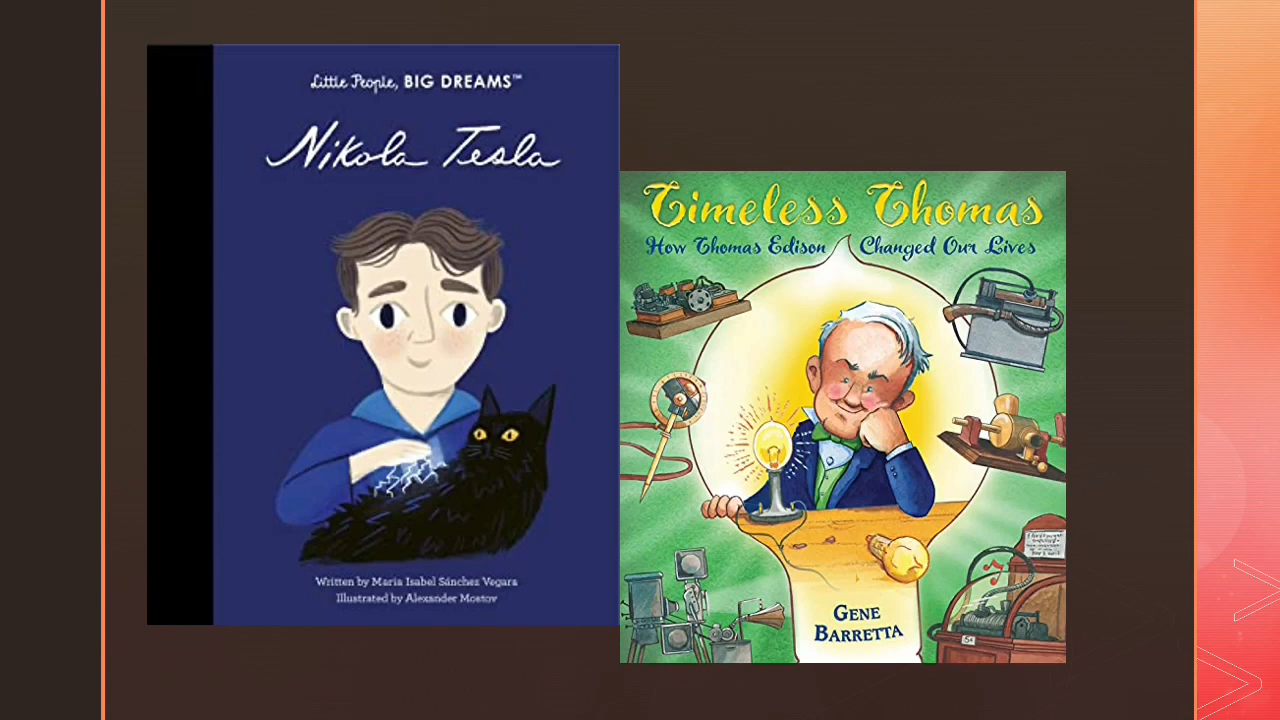 Little People, BIG DREAMS™
Nikola Tesla
Written by Maria Isabel Sánchez Vegara
Illustrated by Alexander Mostov
Timeless Thomas
How Thomas Edison Changed Our Lives
GENE
BARRETTA
5¢